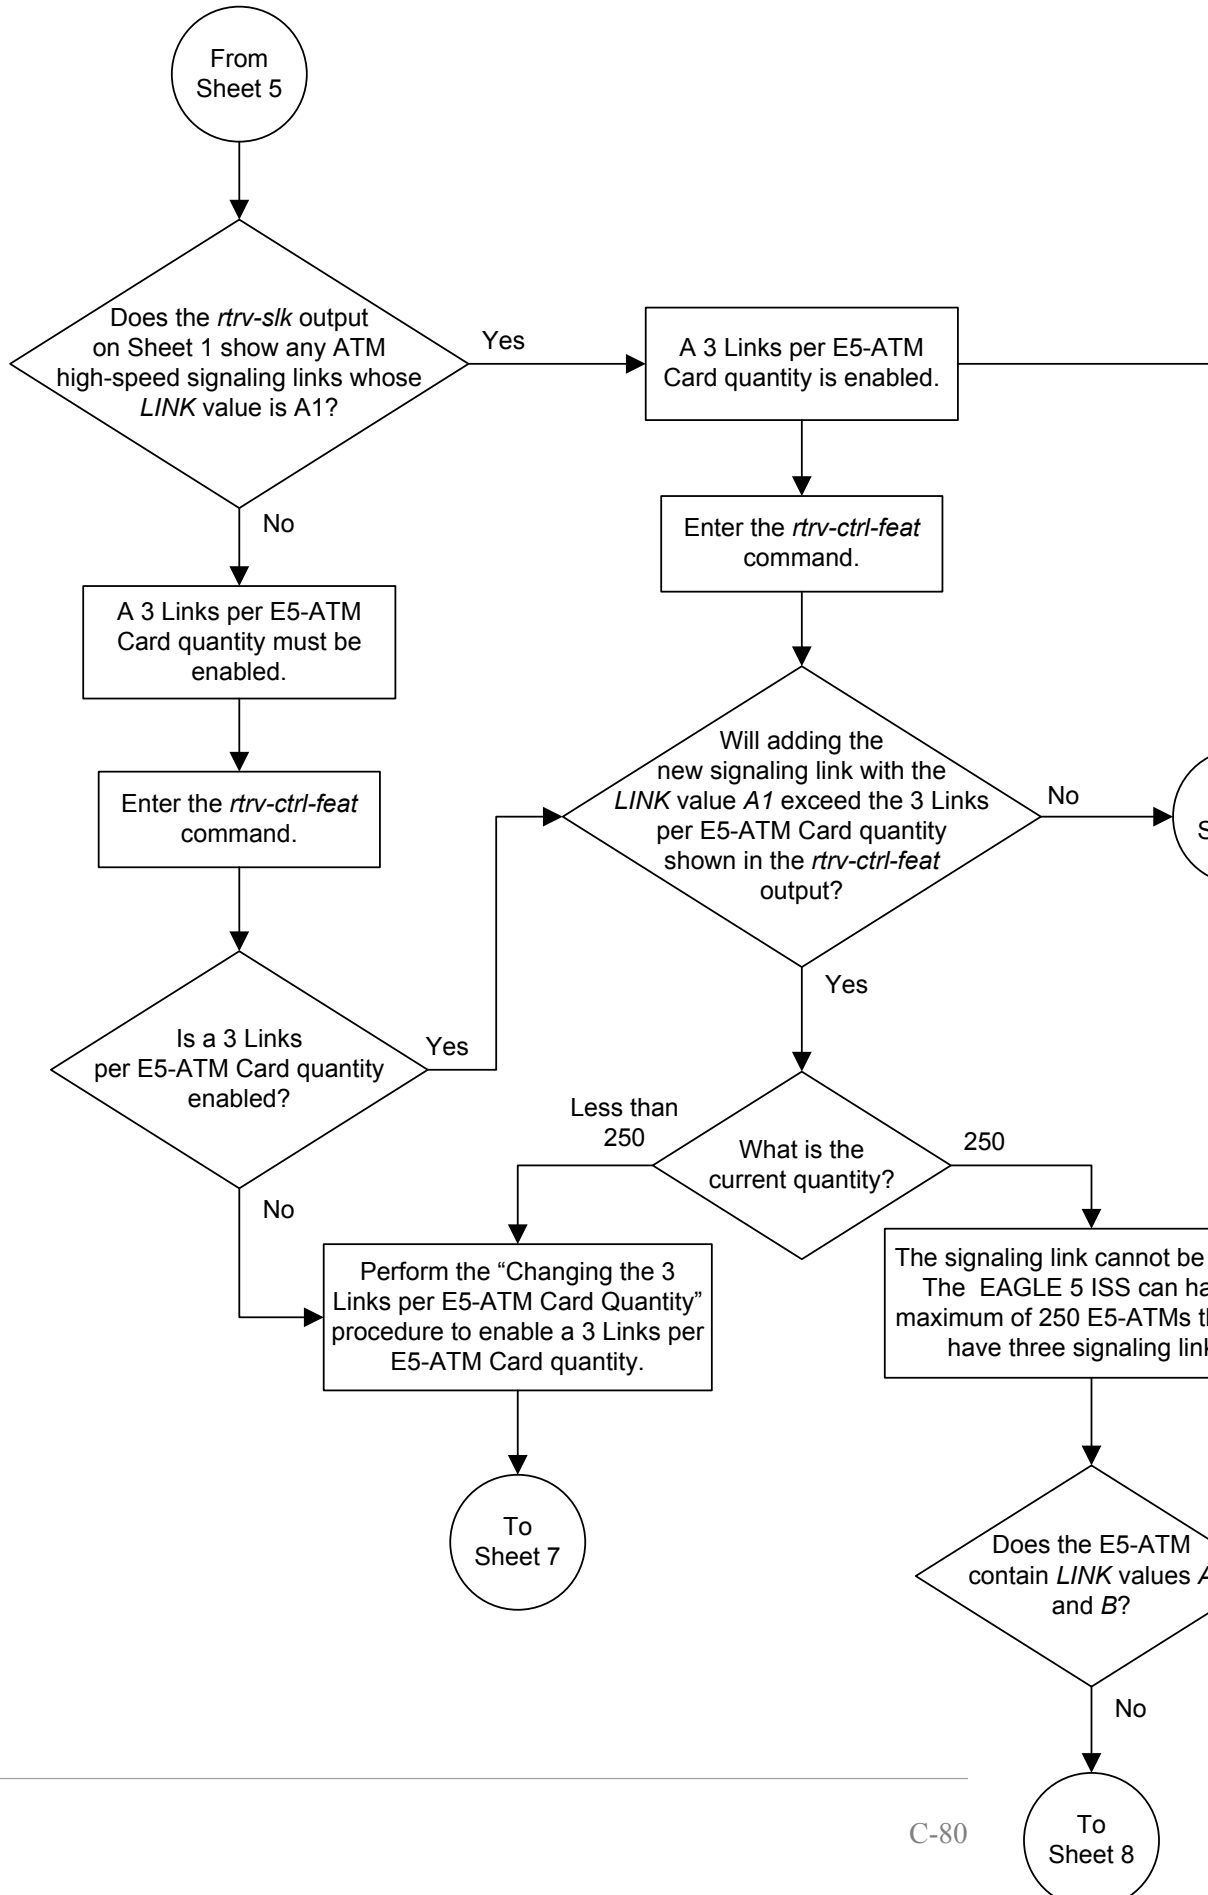 From
Sheet 5
Does the rtrv-slk output
on Sheet 1 show any ATM
high-speed signaling links whose
LINK value is A1?
Yes
A 3 Links per E5-ATM
Card quantity is enabled.
No
Enter the rtrv-ctrl-feat
command.
A 3 Links per E5-ATM
Card quantity must be
enabled.
Enter the rtrv-ctrl-feat
command.
Will adding the
new signaling link with the
LINK value A1 exceed the 3 Links
per E5-ATM Card quantity
shown in the rtrv-ctrl-feat
output?
No
Yes
Is a 3 Links
per E5-ATM Card quantity
enabled?
Yes
No
What is the
current quantity?
Less than
250
250
Perform the “Changing the 3
Links per E5-ATM Card Quantity”
procedure to enable a 3 Links per
E5-ATM Card quantity.
The signaling link cannot be
The EAGLE 5 ISS can
maximum of 250 E5-ATMs
have three signaling
To
Sheet 7
Does the E5-ATM
contain LINK values
and B?
No
To
Sheet 8
C-80